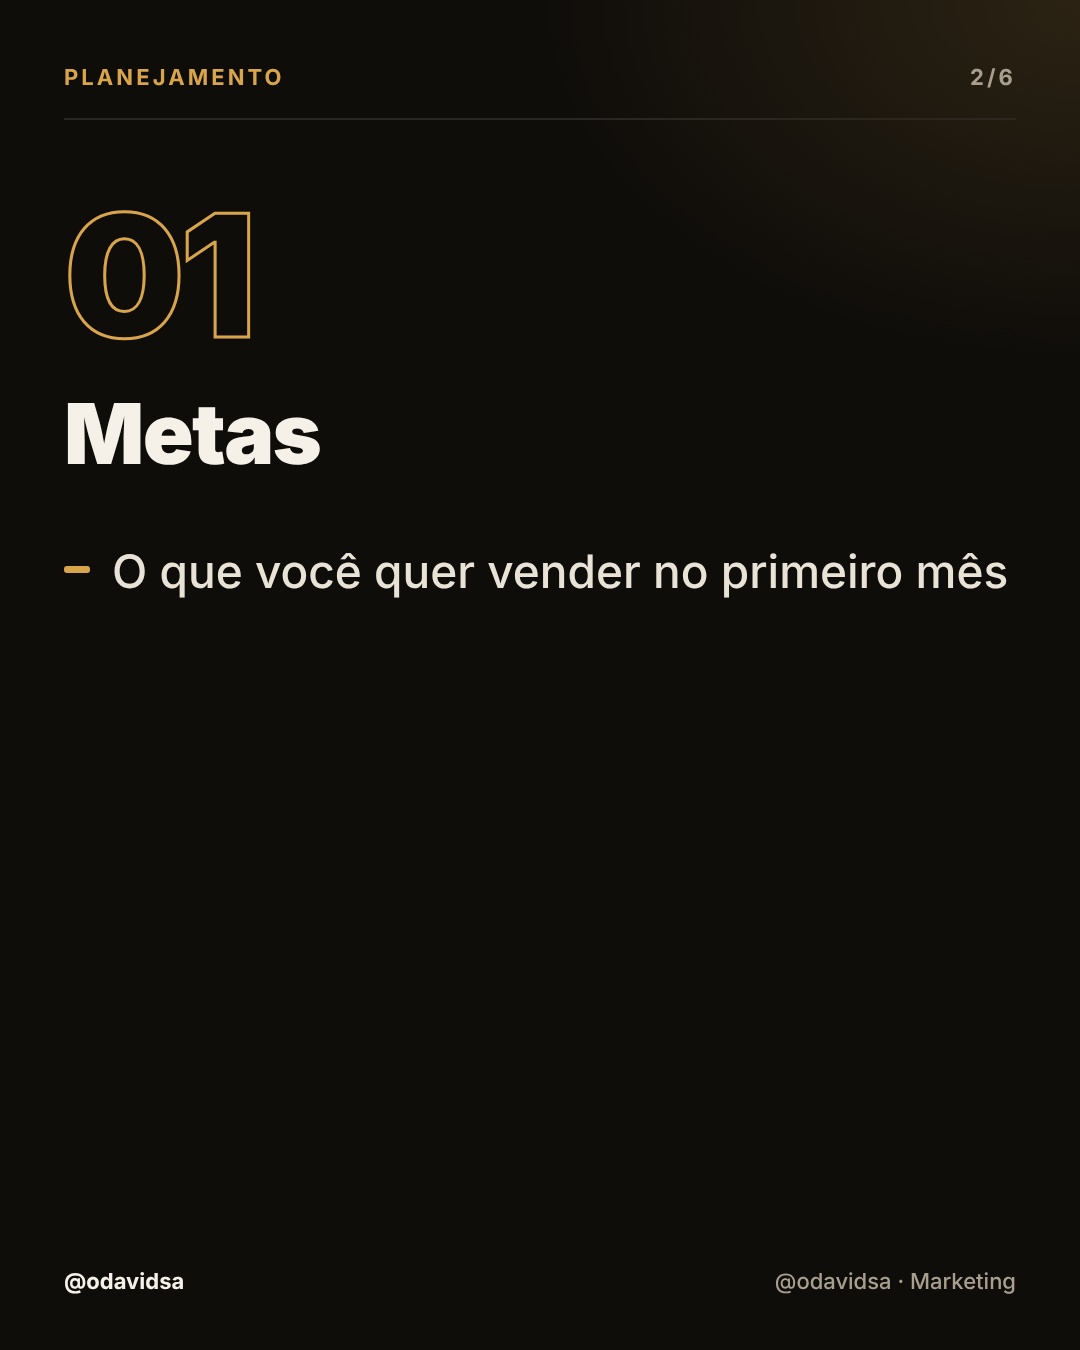 PLANEJAMENTO
2/6
01
Metas
O que você quer vender no primeiro mês
@odavidsa
@odavidsa · Marketing